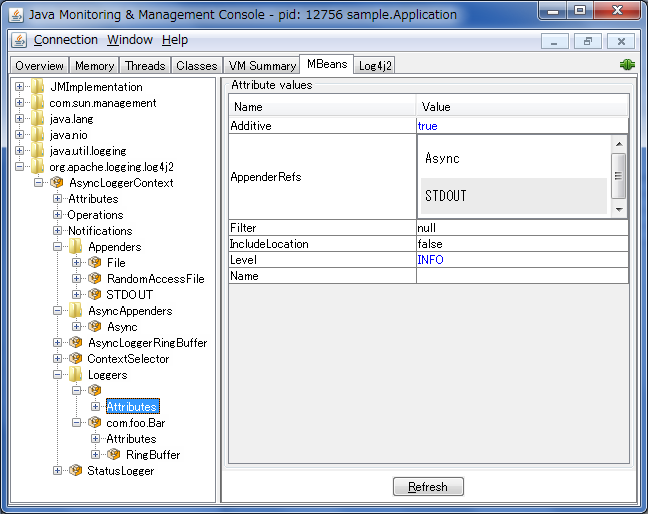 Java Monitoring & Management Console - pid: 12756 sample.Application
Connection Window Help
Overview Memory Threads Classes VM Summary MBeans Log4j2
JMImplementation
com.sun.management
java.lang
java.nio
java.util.logging
org.apache.logging.log4j2
AsyncLoggerContext
Attributes
Operations
Notifications
Appenders
File
RandomAccessFile
STDOUT
AsyncAppenders
Async
AsyncLoggerRingBuffer
ContextSelector
Loggers
Attributes
com.foo.Bar
Attributes
RingBuffer
StatusLogger
Attribute values
Name Value
Additive true
AppenderRefs
Async
STDOUT
Filter null
IncludeLocation false
Level INFO
Name
Refresh